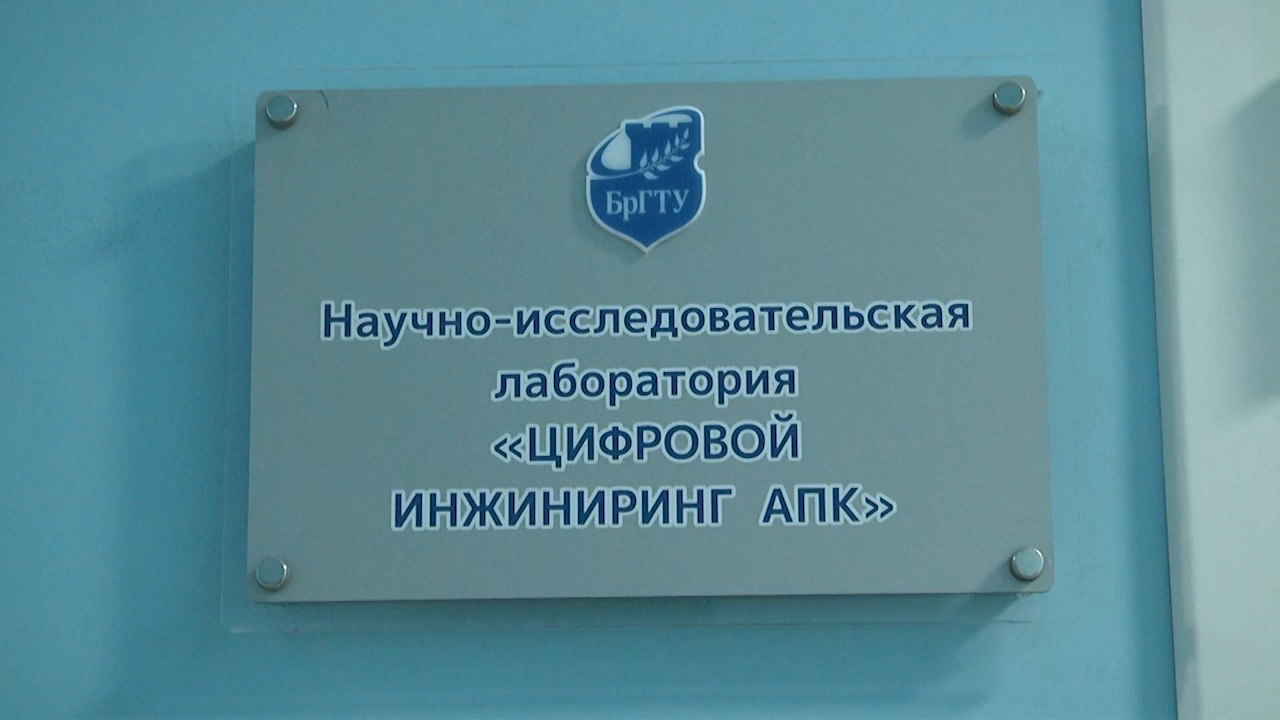 БрГТУ
Научно-исследовательская
лаборатория
«ЦИФРОВОЙ
ИНЖИНИРИНГ АПК»